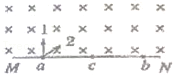 × × × × × × ×
× × × × × × ×
× 1 × 2 × × × × ×
M a c b N